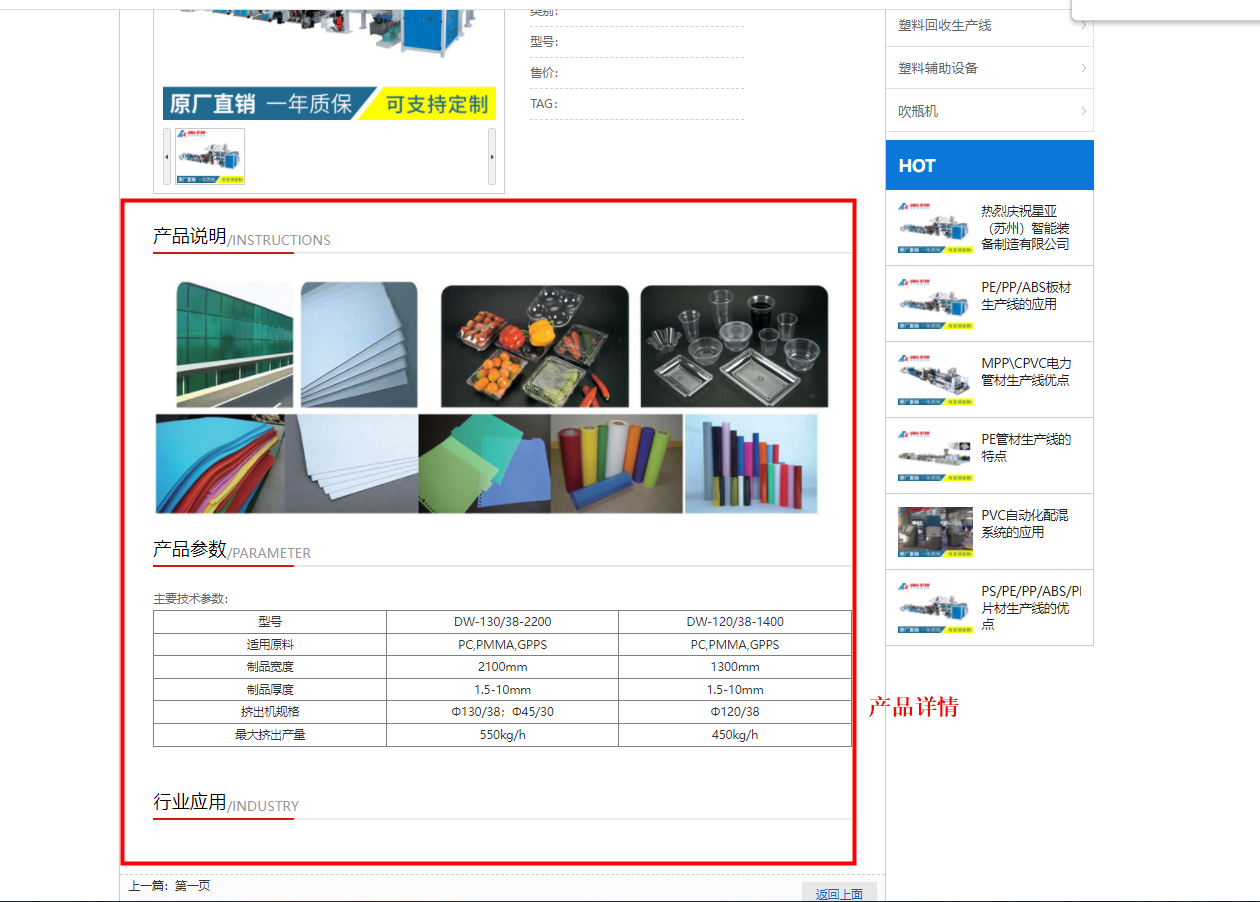 类别:
型号:
售价:
TAG:
原厂直销 一年质保 可支持定制
产品说明/INSTRUCTIONS
产品参数/PARAMETER
主要技术参数:
型号 DW-130/38-2200 DW-120/38-1400
适用原料 PC,PMMA,GPPS PC,PMMA,GPPS
制品宽度 2100mm 1300mm
制品厚度 1.5-10mm 1.5-10mm
挤出机规格 Φ130/38；Φ45/30 Φ120/38
最大挤出产量 550kg/h 450kg/h
行业应用/INDUSTRY
上一篇：第一页
返回上面
产品详情
塑料回收生产线
塑料辅助设备
吹瓶机
HOT
热烈庆祝星亚
（苏州）智能装
备制造有限公司
PE/PP/ABS板材
生产线的应用
MPP\CPVC电力
管材生产线优点
PE管材生产线的
特点
PVC自动化配混
系统的应用
PS/PE/PP/ABS/PI
片材生产线的优
点